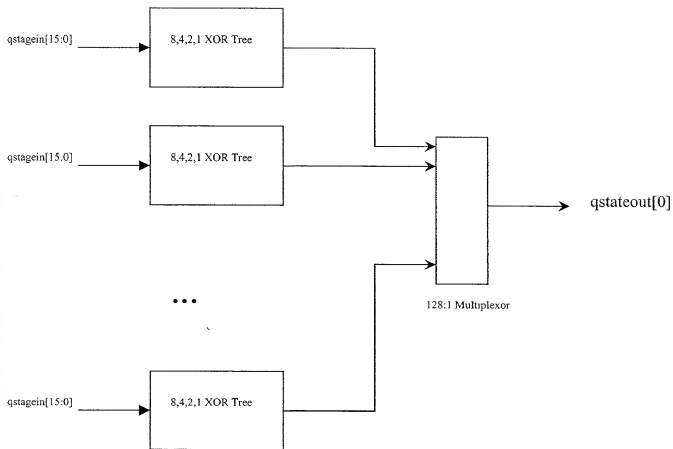 qstagein[15:0]
8,4,2,1 XOR Tree
qstagein[15.0]
8,4,2,1 XOR Tree
qstateout[0]
128:1 Multiplexor
...
qstagein[15:0]
8,4,2,1 XOR Tree